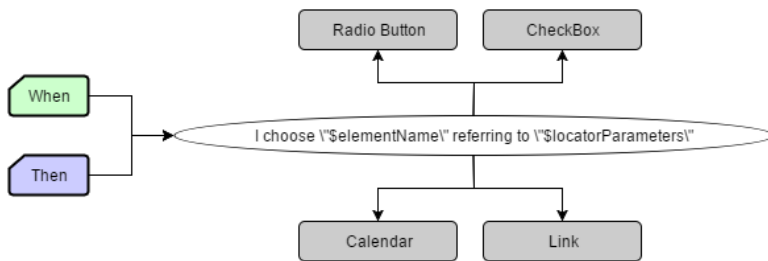 Radio Button
CheckBox
When
I choose \"$elementName\" referring to \"$locatorParameters\"
Then
Calendar
Link